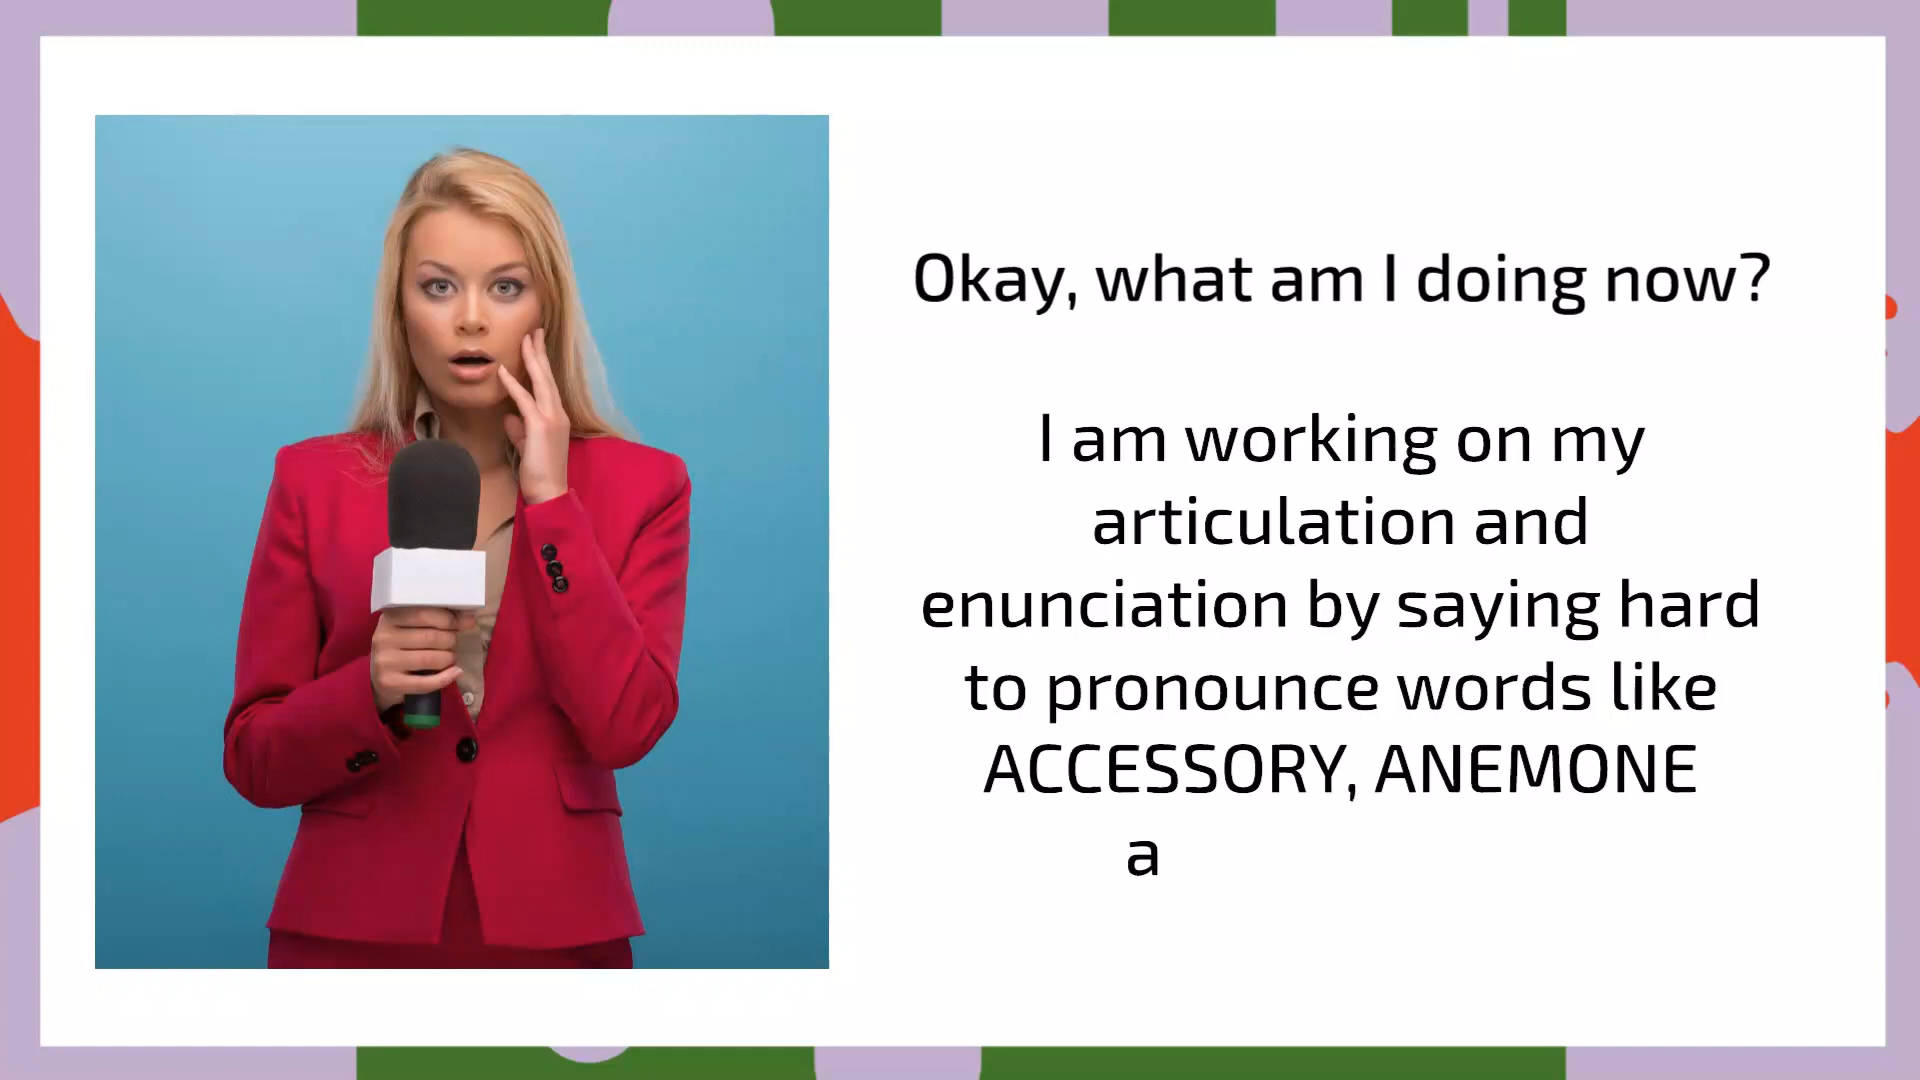 Okay, what am I doing now?
I am working on my
articulation and
enunciation by saying hard
to pronounce words like
ACCESSORY, ANEMONE
a